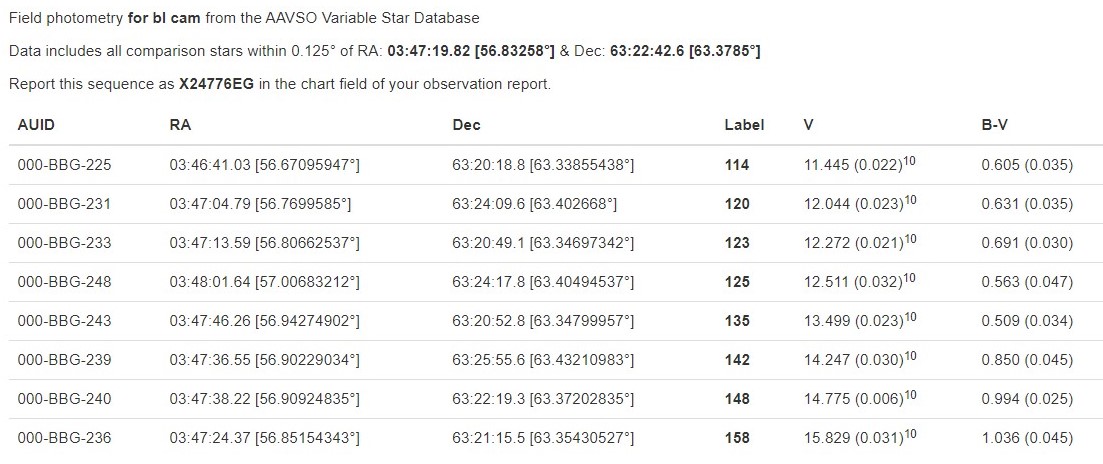 Field photometry for bl cam from the AAVSO Variable Star Database
Data includes all comparison stars within 0.125° of RA: 03:47:19.82 [56.83258°] & Dec: 63:22:42.6 [63.3785°]
Report this sequence as X24776EG in the chart field of your observation report.
AUID RA Dec Label V B-V
000-BBG-225 03:46:41.03 [56.67095947°] 63:20:18.8 [63.33855438°] 114 11.445 (0.022)10 0.605 (0.035)
000-BBG-231 03:47:04.79 [56.7699585°] 63:24:09.6 [63.402668°] 120 12.044 (0.023)10 0.631 (0.035)
000-BBG-233 03:47:13.59 [56.80662537°] 63:20:49.1 [63.34697342°] 123 12.272 (0.021)10 0.691 (0.030)
000-BBG-248 03:48:01.64 [57.00683212°] 63:24:17.8 [63.40494537°] 125 12.511 (0.032)10 0.563 (0.047)
000-BBG-243 03:47:46.26 [56.94274902°] 63:20:52.8 [63.34799957°] 135 13.499 (0.023)10 0.509 (0.034)
000-BBG-239 03:47:36.55 [56.90229034°] 63:25:55.6 [63.43210983°] 142 14.247 (0.030)10 0.850 (0.045)
000-BBG-240 03:47:38.22 [56.90924835°] 63:22:19.3 [63.37202835°] 148 14.775 (0.006)10 0.994 (0.025)
000-BBG-236 03:47:24.37 [56.85154343°] 63:21:15.5 [63.35430527°] 158 15.829 (0.031)10 1.036 (0.045)